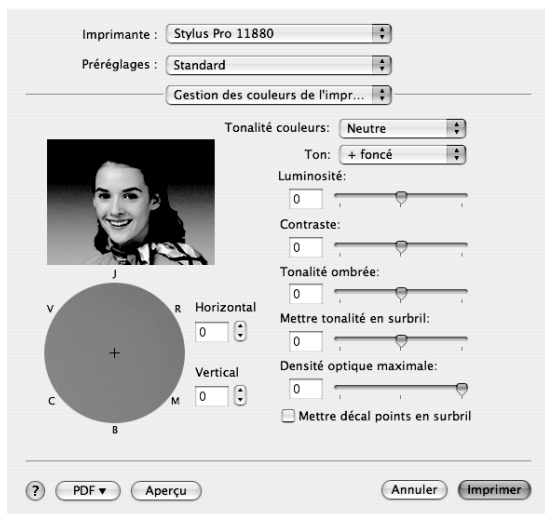 Imprimante : Stylus Pro 11880
Préréglages : Standard
Gestion des couleurs de l'impr...
Tonalité couleurs: Neutre
Ton: + foncé
Luminosité:
0
Contraste:
0
Tonalité ombrée:
0
Mettre tonalité en surbril:
0
Densité optique maximale:
0
Mettre décal points en surbril
J
V R
C M
B
Horizontal
0
Vertical
0
? PDF Aperçu Annuler Imprimer